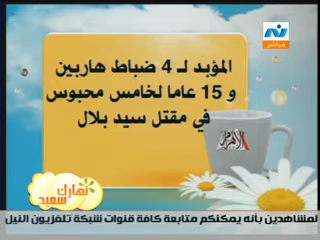 مباشر
المؤبد لـ 4 ضباط هاربين
و 15 عاما لخامس محبوس
في مقتل سيد بلال
الأهرام
نهارك
سعيد
لمشاهدين بأنه يمكنكم متابعة كافة قنوات شبكة تلفزيون النيل